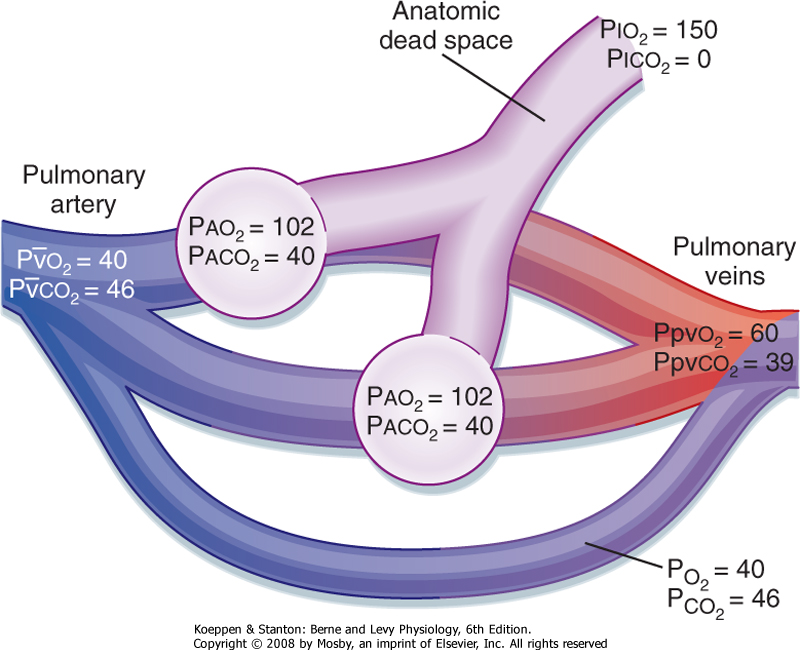 Anatomic
dead space
PIO₂ = 150
PICO₂ = 0
Pulmonary
artery
PAO₂ = 102
PACO₂ = 40
Pv̅O₂ = 40
Pv̅CO₂ = 46
Pulmonary
veins
PpvO₂ = 60
PpvCO₂ = 39
PAO₂ = 102
PACO₂ = 40
PO₂ = 40
PCO₂ = 46
Koeppen & Stanton: Berne and Levy Physiology, 6th Edition.
Copyright © 2008 by Mosby, an imprint of Elsevier, Inc. All rights reserved